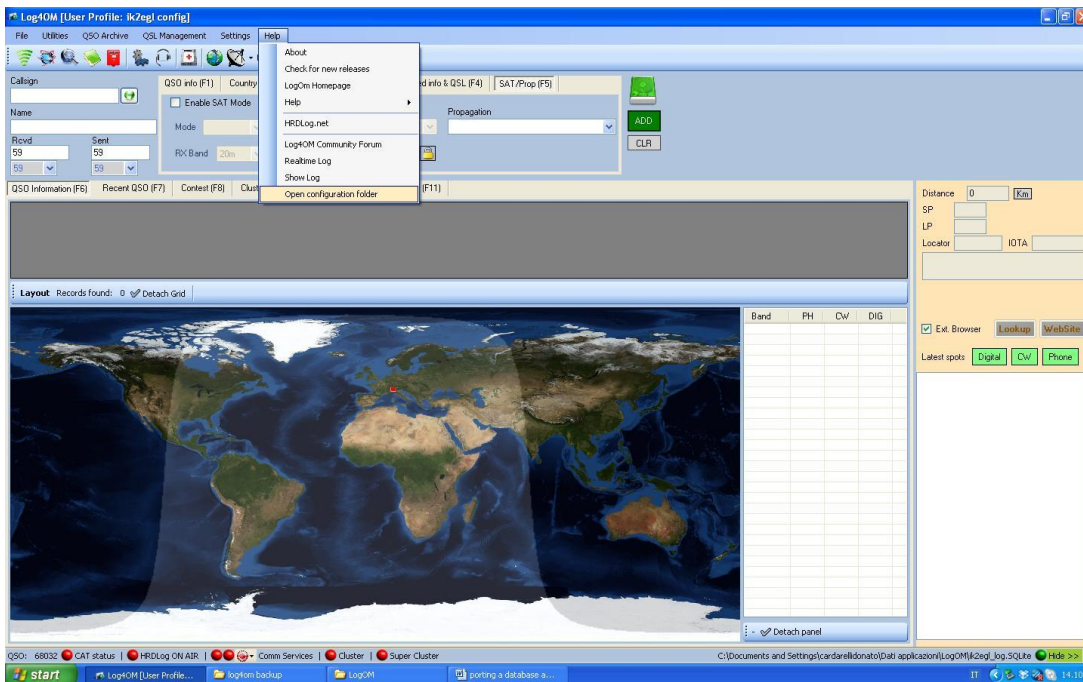 Log4OM [User Profile: ik2egl config]
File Utilities QSO Archive QSL Management Settings Help
About
Check for new releases
LogOm Homepage
Help
HRDLog.net
Log4OM Community Forum
Realtime Log
Show Log
Open configuration folder
Callsign
Name
Rcvd Sent
59 59
59 59
QSO info (F1) Country ed info & QSL (F4) SAT/Prop (F5)
Enable SAT Mode
Mode
RX Band 20m
Propagation
ADD
CLR
QSO Information (F6) Recent QSO (F7) Contest (F8) Clust (F11)
Layout Records found: 0 Detach Grid
Band PH CW DIG
- Detach panel
Distance 0 Km
SP
LP
Locator IOTA
Ext. Browser Lookup WebSite
Latest spots Digital CW Phone
QSO: 68032 CAT status | HRDLog ON AIR | Comm Services | Cluster | Super Cluster C:\Documents and Settings\cardarellidonato\Dati applicazioni\LogOM\ik2egl_log.SQLite Hide >>
start Log4OM [User Profile... log4om backup LogOM porting a database a... IT 14.10